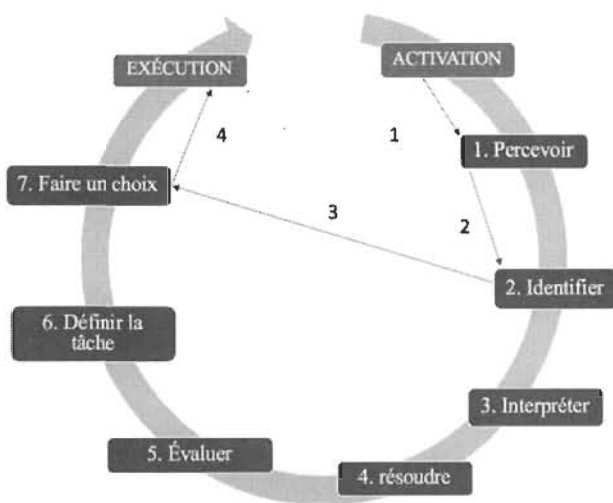 EXÉCUTION
ACTIVATION
4
1
1. Percevoir
7. Faire un choix
3
2
2. Identifier
6. Définir la
tâche
3. Interpréter
5. Évaluer
4. résoudre